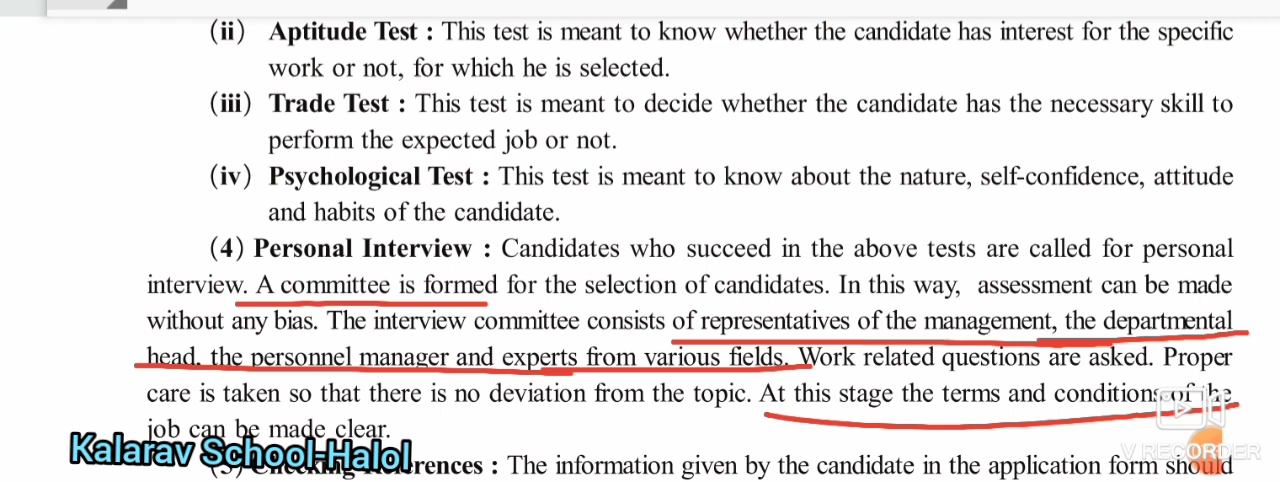 (ii) Aptitude Test : This test is meant to know whether the candidate has interest for the specific
work or not, for which he is selected.
(iii) Trade Test : This test is meant to decide whether the candidate has the necessary skill to
perform the expected job or not.
(iv) Psychological Test : This test is meant to know about the nature, self-confidence, attitude
and habits of the candidate.
(4) Personal Interview : Candidates who succeed in the above tests are called for personal
interview. A committee is formed for the selection of candidates. In this way, assessment can be made
without any bias. The interview committee consists of representatives of the management, the departmental
head, the personnel manager and experts from various fields. Work related questions are asked. Proper
care is taken so that there is no deviation from the topic. At this stage the terms and conditions of the
job can be made clear.
Kalarav School-Halol
: The information given by the candidate in the application form should
V RECORDER